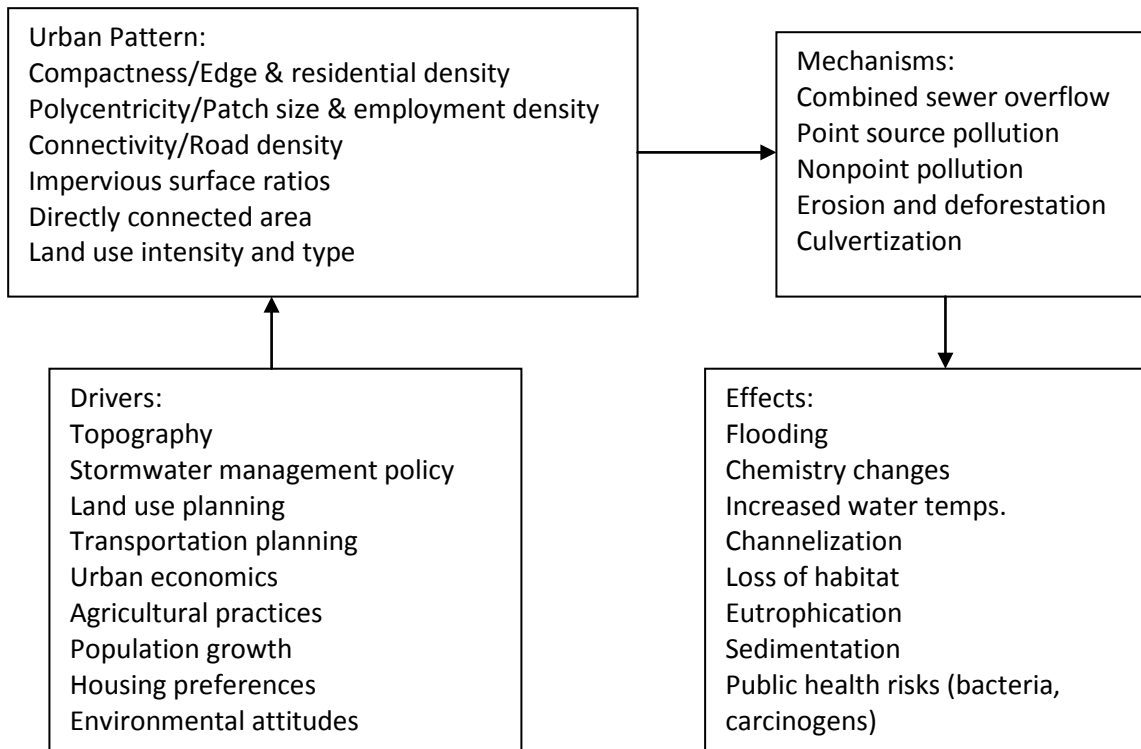 Urban Pattern:
Compactness/Edge & residential density
Polycentricity/Patch size & employment density
Connectivity/Road density
Impervious surface ratios
Directly connected area
Land use intensity and type
Mechanisms:
Combined sewer overflow
Point source pollution
Nonpoint pollution
Erosion and deforestation
Culvertization
Drivers:
Topography
Stormwater management policy
Land use planning
Transportation planning
Urban economics
Agricultural practices
Population growth
Housing preferences
Environmental attitudes
Effects:
Flooding
Chemistry changes
Increased water temps.
Channelization
Loss of habitat
Eutrophication
Sedimentation
Public health risks (bacteria,
carcinogens)